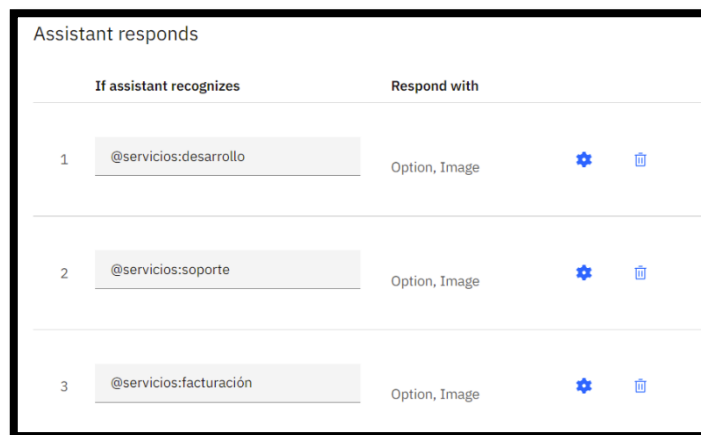 Assistant responds
If assistant recognizes Respond with
1 @servicios:desarrollo Option, Image
2 @servicios:soporte Option, Image
3 @servicios:facturación Option, Image